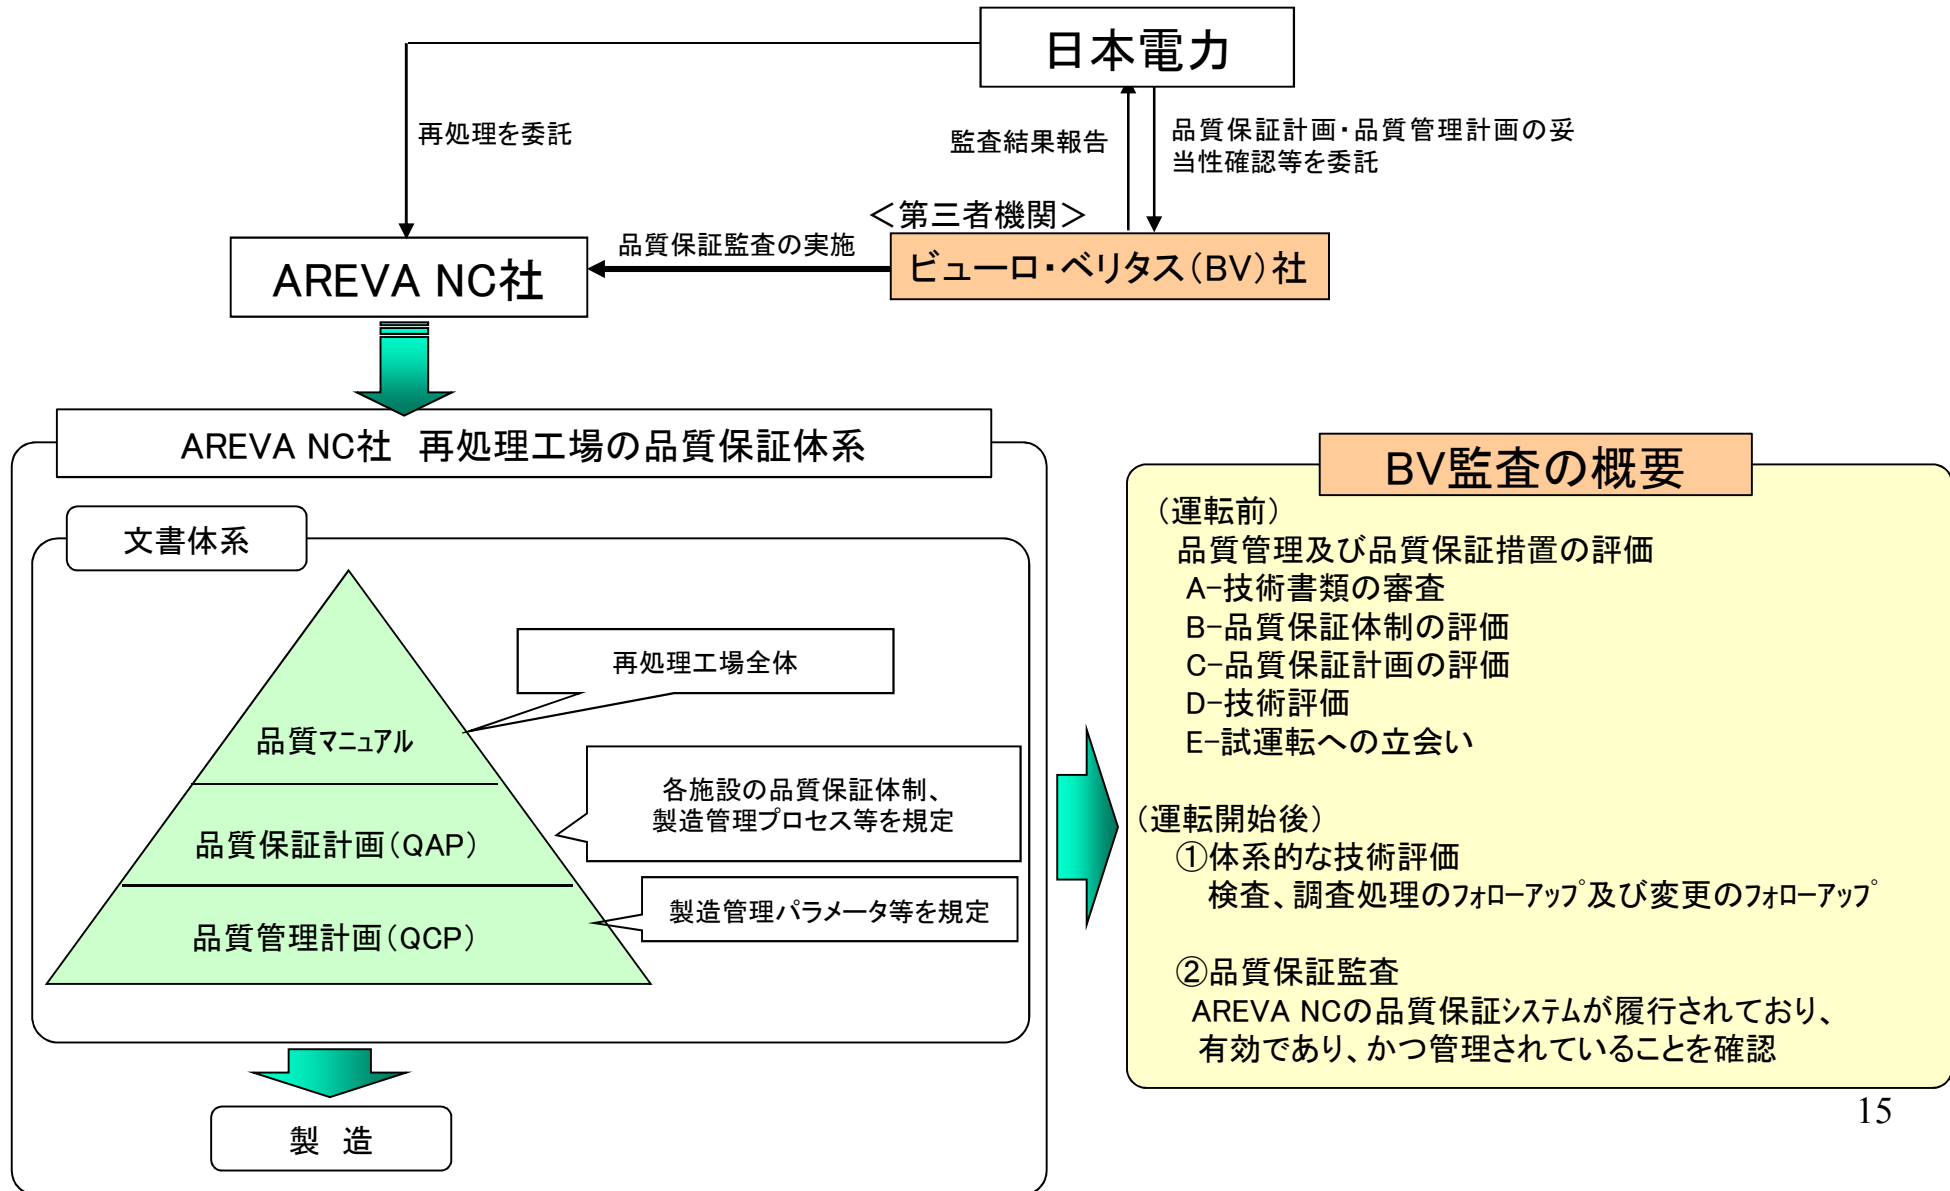 日本電力
再処理を委託
監査結果報告
品質保証計画・品質管理計画の妥
当性確認等を委託
＜第三者機関＞
品質保証監査の実施
AREVA NC社
ビューロ・ベリタス（BV）社
AREVA NC社　再処理工場の品質保証体系
文書体系
再処理工場全体
品質ﾏﾆｭｱﾙ
各施設の品質保証体制、
製造管理プロセス等を規定
品質保証計画（QAP）
製造管理パラメータ等を規定
品質管理計画（QCP）
製　造
BV監査の概要
（運転前）
品質管理及び品質保証措置の評価
A-技術書類の審査
B-品質保証体制の評価
C-品質保証計画の評価
D-技術評価
E-試運転への立会い
（運転開始後）
①体系的な技術評価
検査、調査処理のﾌｫﾛｰｱｯﾌﾟ及び変更のﾌｫﾛｰｱｯﾌﾟ
②品質保証監査
AREVA NCの品質保証ｼｽﾃﾑが履行されており、
有効であり、かつ管理されていることを確認
15